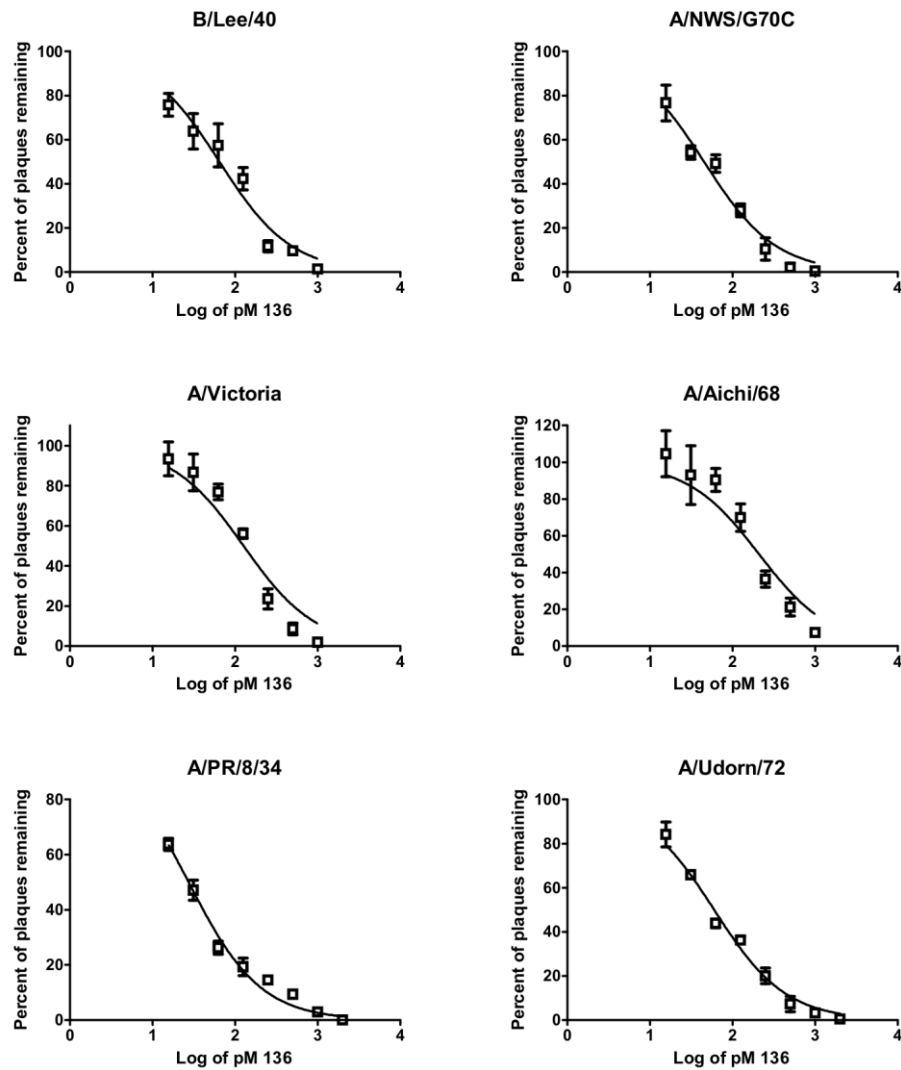 B/Lee/40
Percent of plaques remaining
100
80
60
40
20
0
0 1 2 3 4
Log of pM 136
A/NWS/G70C
Percent of plaques remaining
100
80
60
40
20
0
0 1 2 3 4
Log of pM 136
A/Victoria
Percent of plaques remaining
100
80
60
40
20
0
0 1 2 3 4
Log of pM 136
A/Aichi/68
Percent of plaques remaining
120
100
80
60
40
20
0
0 1 2 3 4
Log of pM 136
A/PR/8/34
Percent of plaques remaining
80
60
40
20
0
0 1 2 3 4
Log of pM 136
A/Udorn/72
Percent of plaques remaining
100
80
60
40
20
0
0 1 2 3 4
Log of pM 136